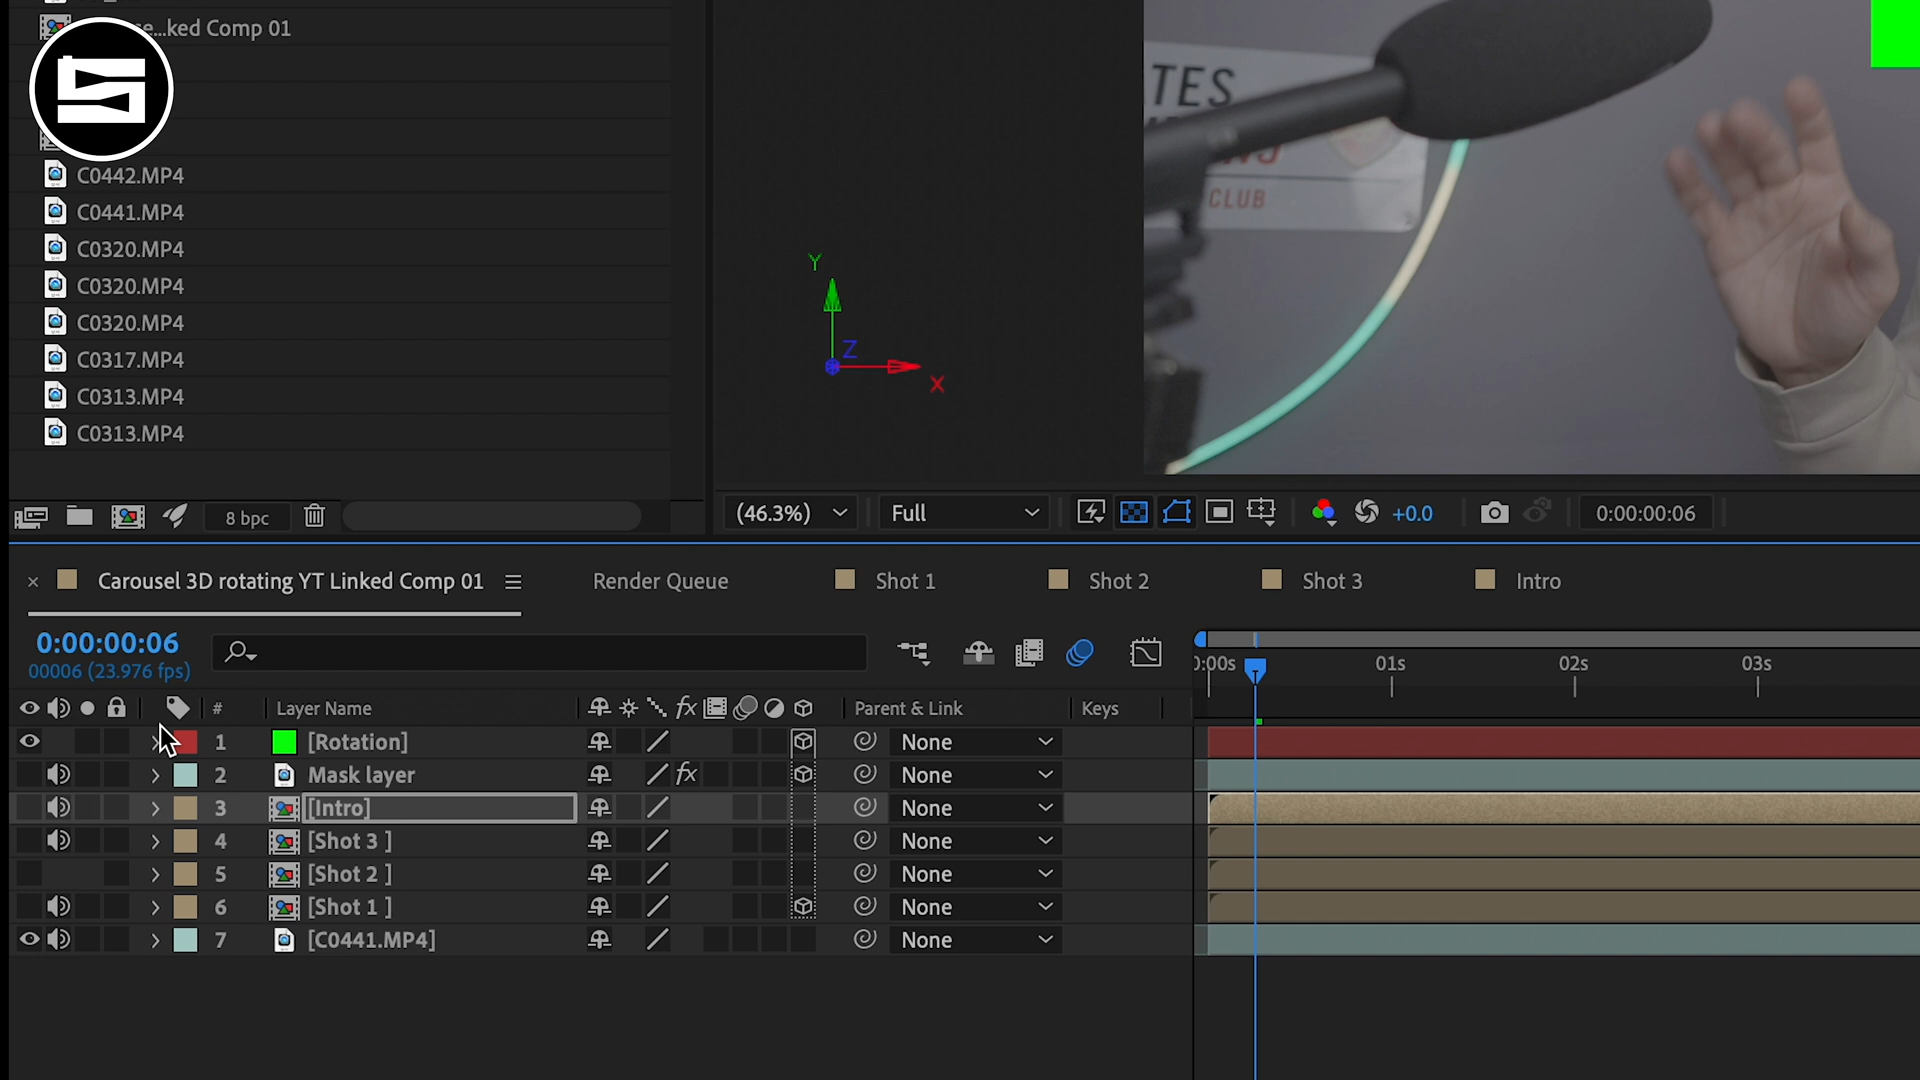 ked Comp 01
C0442.MP4
C0441.MP4
C0320.MP4
C0320.MP4
C0320.MP4
C0317.MP4
C0313.MP4
C0313.MP4
8 bpc
TES
CLUB
Y
Z
X
(46.3%)
Full
+0.0
0:00:00:06
Carousel 3D rotating YT Linked Comp 01
Render Queue
Shot 1
Shot 2
Shot 3
Intro
0:00:00:06
00006 (23.976 fps)
0:00s 01s 02s 03s
# Layer Name fx Parent & Link Keys
1 [Rotation] None
2 Mask layer fx None
3 [Intro] None
4 [Shot 3 ] None
5 [Shot 2 ] None
6 [Shot 1 ] None
7 [C0441.MP4] None